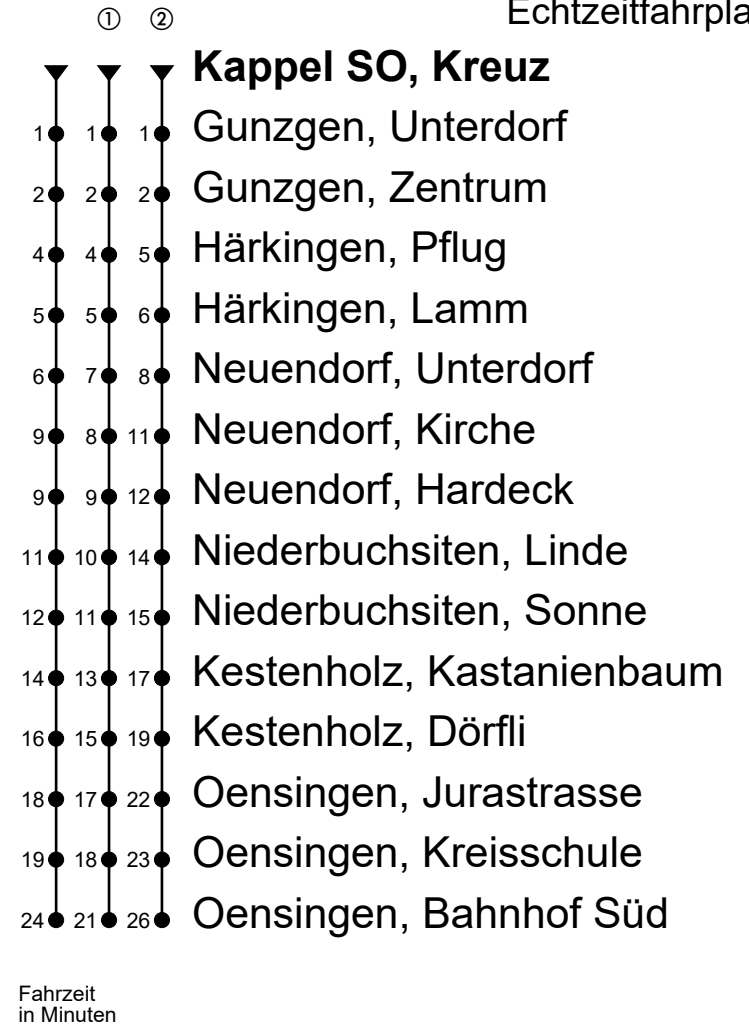 ① ② Echtzeitfahrpla
Kappel SO, Kreuz
1 1 1 Gunzgen, Unterdorf
2 2 2 Gunzgen, Zentrum
4 4 5 Härkingen, Pflug
5 5 6 Härkingen, Lamm
6 7 8 Neuendorf, Unterdorf
9 8 11 Neuendorf, Kirche
9 9 12 Neuendorf, Hardeck
11 10 14 Niederbuchsiten, Linde
12 11 15 Niederbuchsiten, Sonne
14 13 17 Kestenholz, Kastanienbaum
16 15 19 Kestenholz, Dörfli
18 17 22 Oensingen, Jurastrasse
19 18 23 Oensingen, Kreisschule
24 21 26 Oensingen, Bahnhof Süd
Fahrzeit
in Minuten